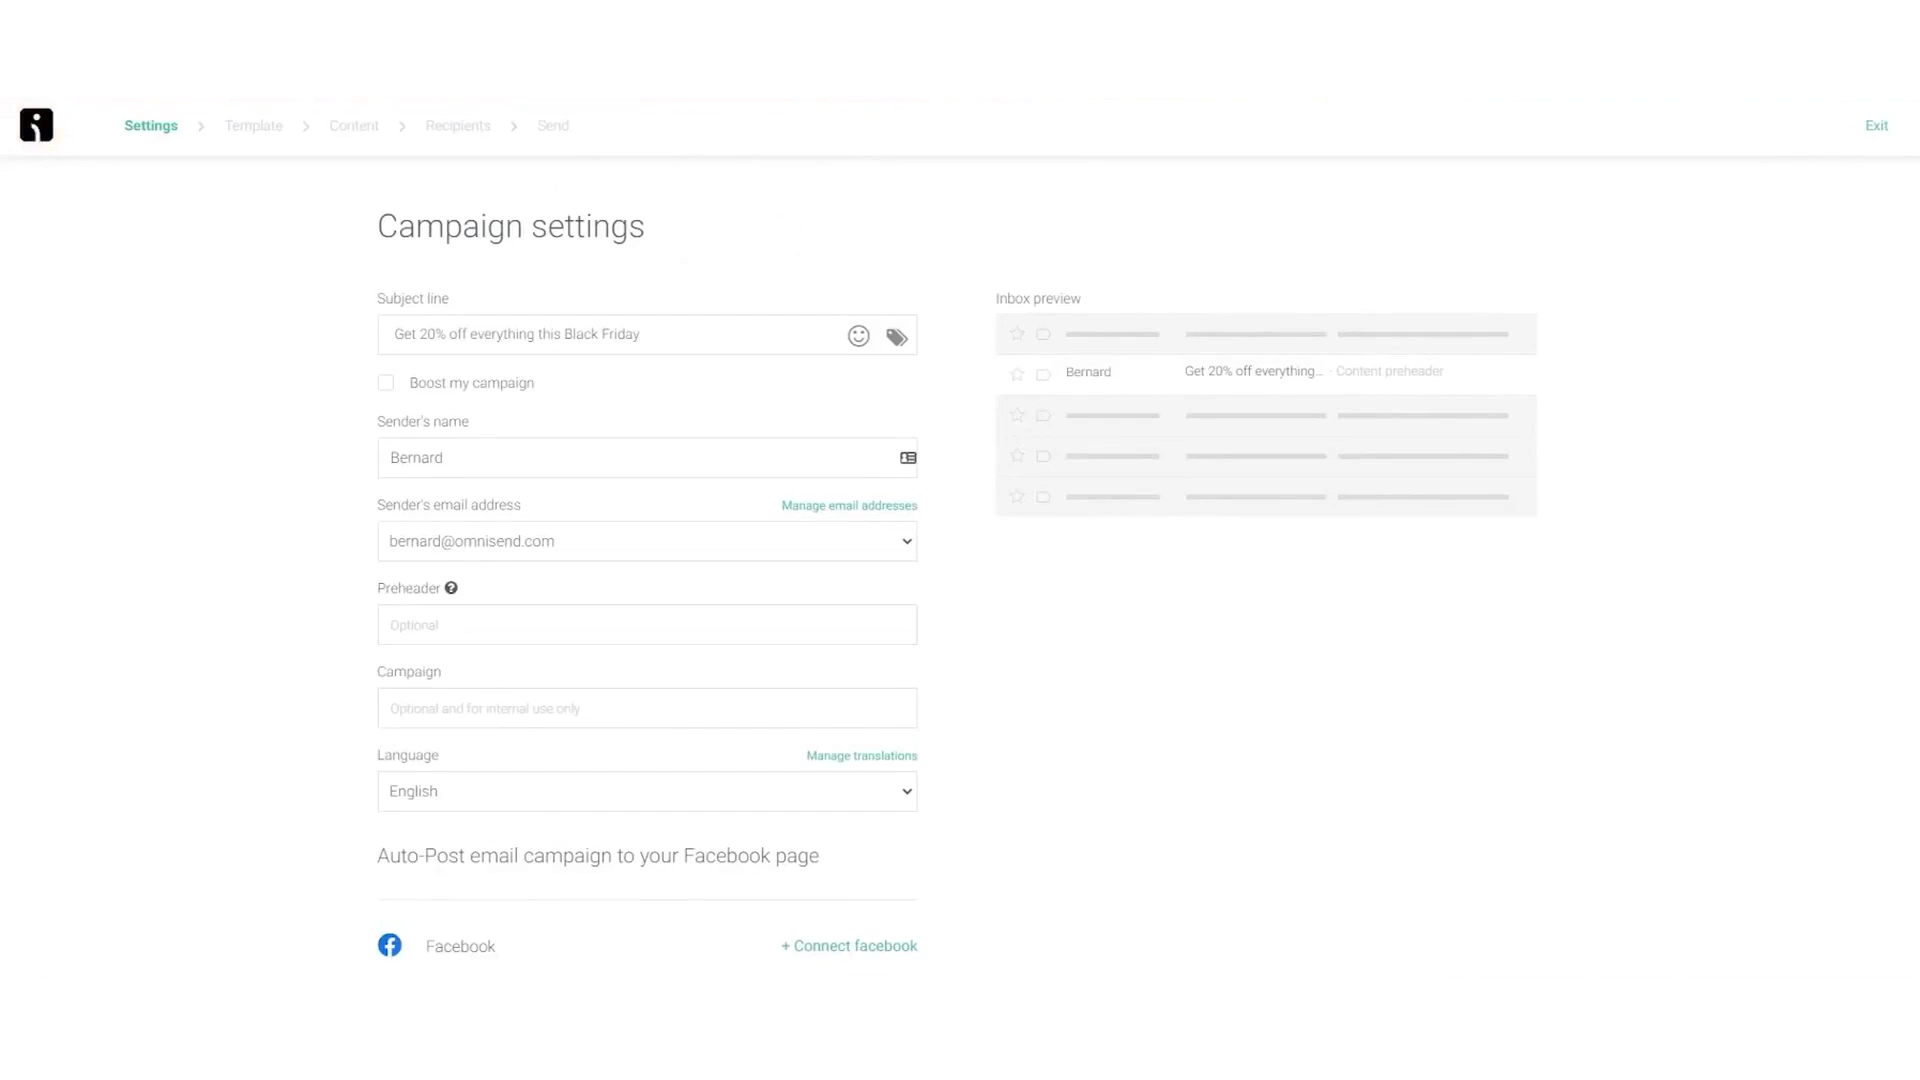 Settings > Template > Content > Recipients > Send
Exit
Campaign settings
Subject line
Get 20% off everything this Black Friday
Boost my campaign
Sender's name
Bernard
Sender's email address
Manage email addresses
bernard@omnisend.com
Preheader
Optional
Campaign
Optional and for internal use only
Language
Manage translations
English
Auto-Post email campaign to your Facebook page
Facebook
+ Connect facebook
Inbox preview
Bernard
Get 20% off everything... · Content preheader